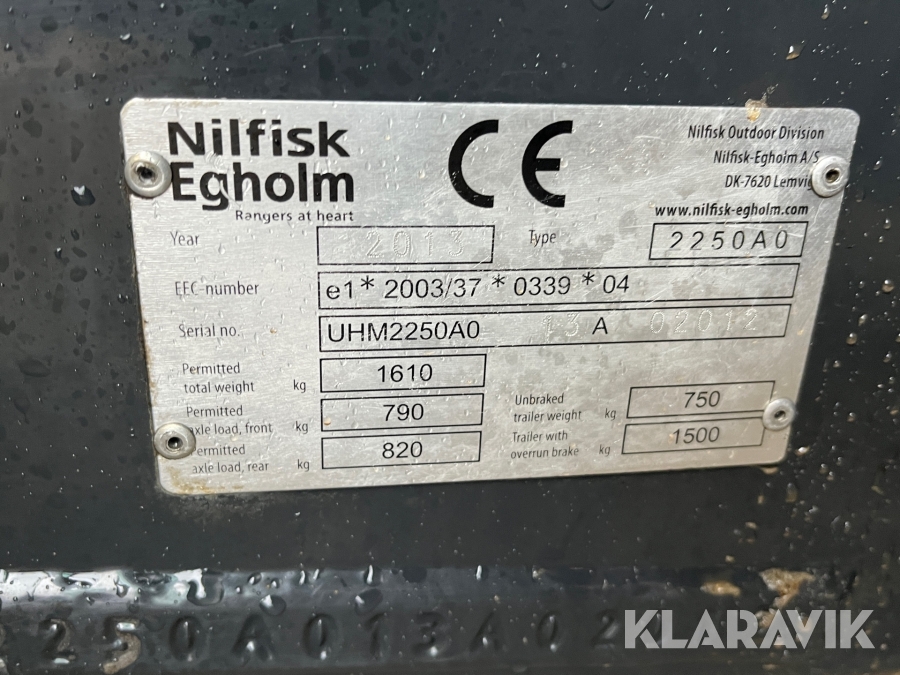 Nilfisk
Egholm
Rangers at heart
CE
Nilfisk Outdoor Division
Nilfisk-Egholm A/S
DK-7620 Lemvig
www.nilfisk-egholm.com
Year 2013 Type 2250A0
EEC-number e1* 2003/37 * 0339 * 04
Serial no. UHM2250A0 13 A 02012
Permitted
total weight kg 1610
Permitted
axle load, front kg 790
Permitted
axle load, rear kg 820
Unbraked
trailer weight kg 750
Trailer with
overrun brake kg 1500
2250A013A02
KLARAVIK